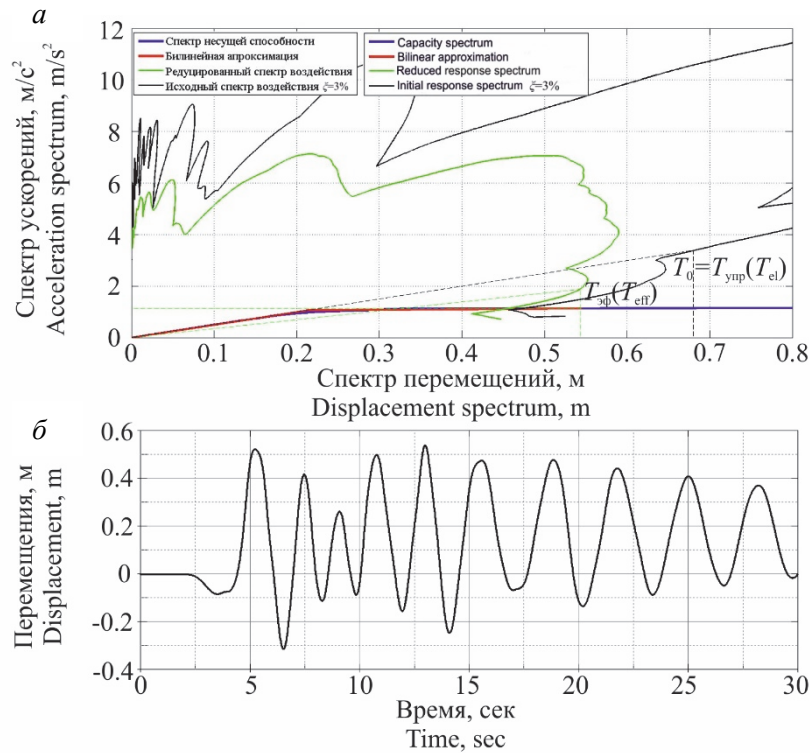 а
Спектр несущей способности
Билинейная апроксимация
Редуцированный спектр воздействия
Исходный спектр воздействия ξ=3%
Capacity spectrum
Bilinear approximation
Reduced response spectrum
Initial response spectrum ξ=3%
Спектр ускорений, м/с²
Acceleration spectrum, m/s²
12
10
8
6
4
2
0
T₀=Tупр(Tel)
Tэф(Teff)
0 0.1 0.2 0.3 0.4 0.5 0.6 0.7 0.8
Спектр перемещений, м
Displacement spectrum, m
б
Перемещения, м
Displacement, m
0.6
0.4
0.2
0
-0.2
-0.4
0 5 10 15 20 25 30
Время, сек
Time, sec